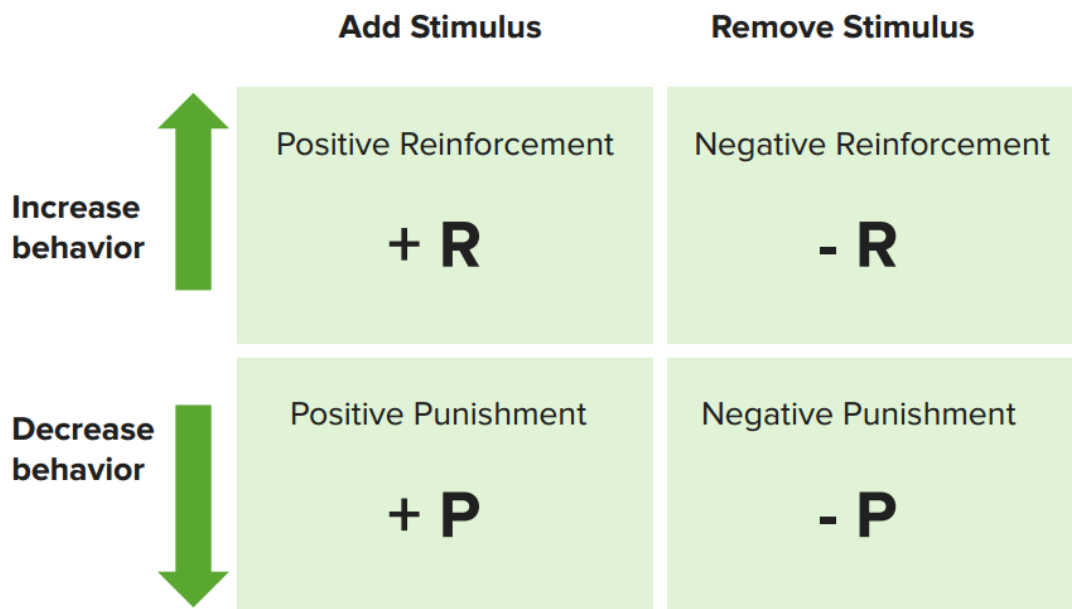 Add Stimulus
Remove Stimulus
Increase
behavior
Positive Reinforcement
+ R
Negative Reinforcement
- R
Decrease
behavior
Positive Punishment
+ P
Negative Punishment
- P